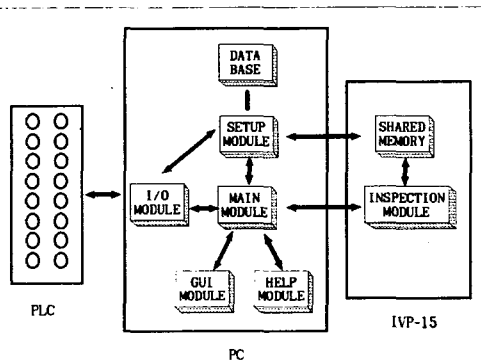 DATA
BASE
SETUP
MODULE
SHARED
MEMORY
I/O
MODULE
MAIN
MODULE
INSPECTION
MODULE
GUI
MODULE
HELP
MODULE
PLC
IVP-15
PC